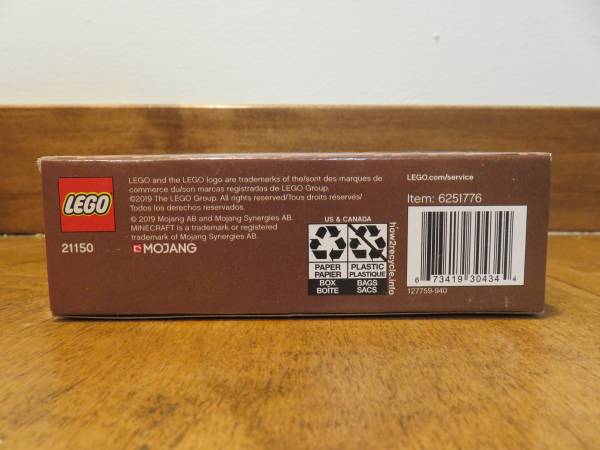 LEGO
21150
LEGO and the LEGO logo are trademarks of the/sont des marques de
commerce du/son marcas registradas de LEGO Group.
©2019 The LEGO Group. All rights reserved/Tous droits réservés/
Todos los derechos reservados.
© 2019 Mojang AB and Mojang Synergies AB.
MINECRAFT is a trademark or registered
trademark of Mojang Synergies AB.
MOJANG
US & CANADA
PAPER
PAPIER
BOX
BOÎTE
PLASTIC
PLASTIQUE
BAGS
SACS
how2recycle.info
LEGO.com/service
Item: 6251776
6 73419 30434 4
127759-940